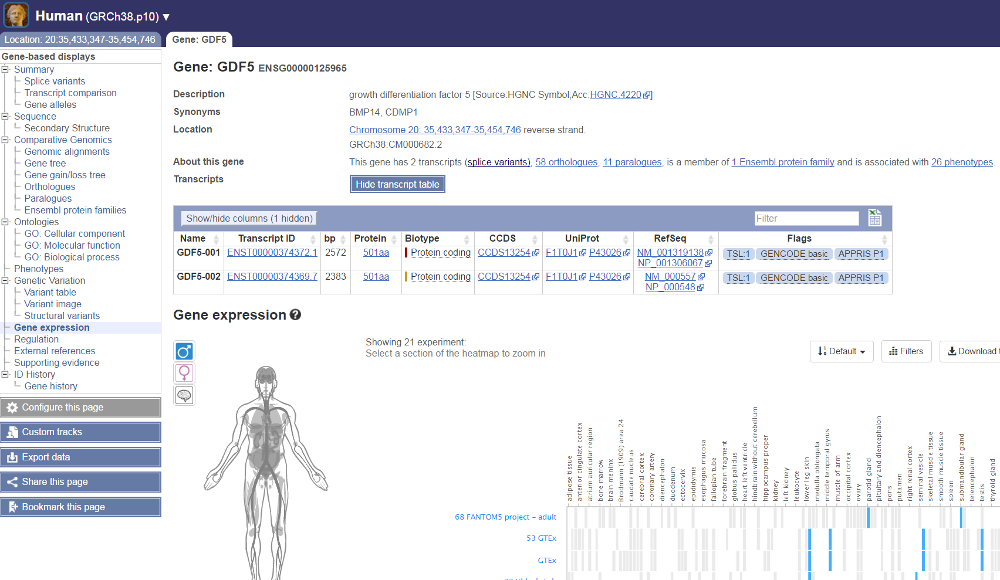 Human (GRCh38.p10) ▼
Location: 20:35,433,347-35,454,746
Gene: GDF5
Gene-based displays
Summary
Splice variants
Transcript comparison
Gene alleles
Sequence
Secondary Structure
Comparative Genomics
Genomic alignments
Gene tree
Gene gain/loss tree
Orthologues
Paralogues
Ensembl protein families
Ontologies
GO: Cellular component
GO: Molecular function
GO: Biological process
Phenotypes
Genetic Variation
Variant table
Variant image
Structural variants
Gene expression
Regulation
External references
Supporting evidence
ID History
Gene history
Configure this page
Custom tracks
Export data
Share this page
Bookmark this page
Gene: GDF5 ENSG00000125965
Description growth differentiation factor 5 [Source:HGNC Symbol;Acc:HGNC:4220]
Synonyms BMP14, CDMP1
Location Chromosome 20: 35,433,347-35,454,746 reverse strand.
GRCh38:CM000682.2
About this gene This gene has 2 transcripts (splice variants), 58 orthologues, 11 paralogues, is a member of 1 Ensembl protein family and is associated with 26 phenotypes.
Transcripts Hide transcript table
Show/hide columns (1 hidden) Filter
Name Transcript ID bp Protein Biotype CCDS UniProt RefSeq Flags
GDF5-001 ENST00000374372.1 2572 501aa Protein coding CCDS13254 F1T0J1 P43026 NM_001319138 TSL:1 GENCODE basic APPRIS P1
NP_001306067
GDF5-002 ENST00000374369.7 2383 501aa Protein coding CCDS13254 F1T0J1 P43026 NM_000557 TSL:1 GENCODE basic APPRIS P1
NP_000548
Gene expression ?
Showing 21 experiment:
Select a section of the heatmap to zoom in
Default
Filters
Download
adipose tissue
anterior cingulate cortex
atrium auricular region
bone marrow
brain meninx
Brodmann (1909) area 24
caudate nucleus
cerebral cortex
coronary artery
diencephalon
duodenum
ectocervix
epididymis
esophagus mucosa
fallopian tube
forebrain fragment
globus pallidus
heart left ventricle
hindbrain without cerebellum
hippocampus proper
kidney
left kidney
leukocyte
lower leg skin
medulla oblongata
middle temporal gyrus
muscle of arm
occipital cortex
ovary
parotid gland
pituitary and diencephalon
pons
putamen
right renal cortex
seminal vesicle
skeletal muscle tissue
smooth muscle tissue
spleen
submandibular gland
telencephalon
testis
thyroid gland
68 FANTOM5 project – adult
53 GTEx
GTEx